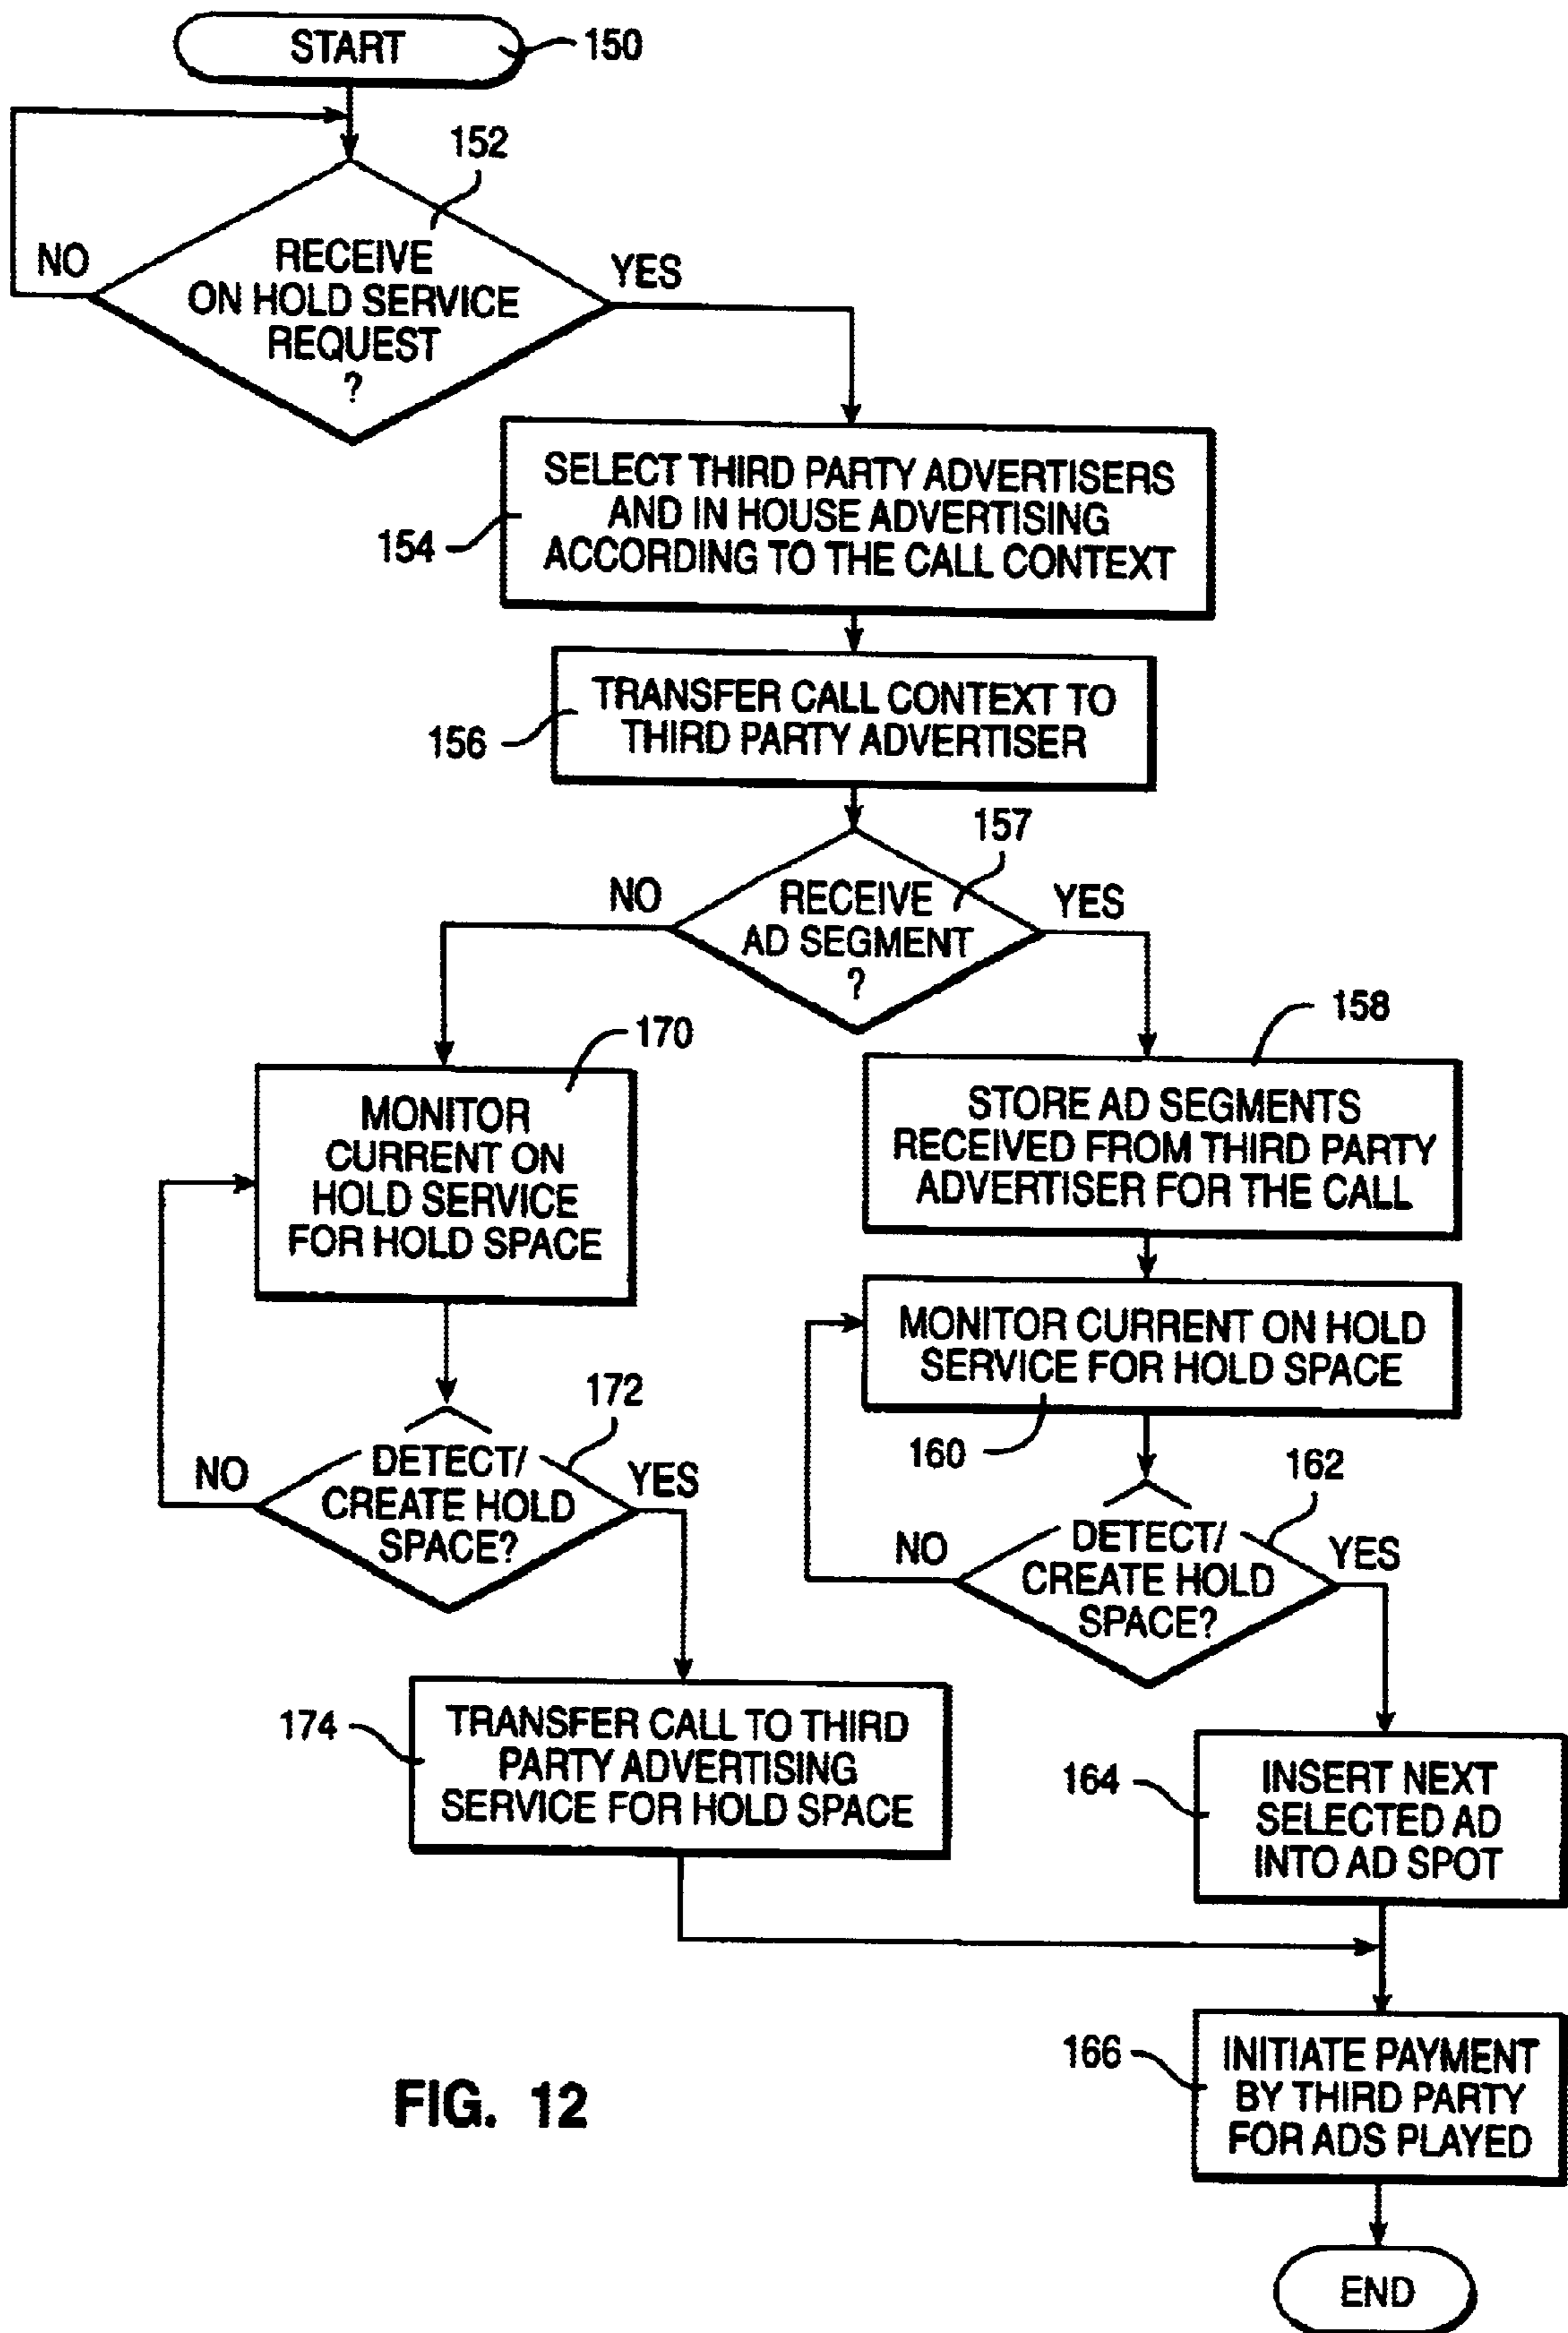 START
150
152
NO
RECEIVE
ON HOLD SERVICE
REQUEST
?
YES
SELECT THIRD PARTY ADVERTISERS
AND IN HOUSE ADVERTISING
ACCORDING TO THE CALL CONTEXT
154
TRANSFER CALL CONTEXT TO
THIRD PARTY ADVERTISER
156
157
NO
RECEIVE
AD SEGMENT
?
YES
170
MONITOR
CURRENT ON
HOLD SERVICE
FOR HOLD SPACE
158
STORE AD SEGMENTS
RECEIVED FROM THIRD PARTY
ADVERTISER FOR THE CALL
MONITOR CURRENT ON HOLD
SERVICE FOR HOLD SPACE
160
172
NO
DETECT/
CREATE HOLD
SPACE?
YES
162
NO
DETECT/
CREATE HOLD
SPACE?
YES
174
TRANSFER CALL TO THIRD
PARTY ADVERTISING
SERVICE FOR HOLD SPACE
164
INSERT NEXT
SELECTED AD
INTO AD SPOT
166
INITIATE PAYMENT
BY THIRD PARTY
FOR ADS PLAYED
FIG. 12
END